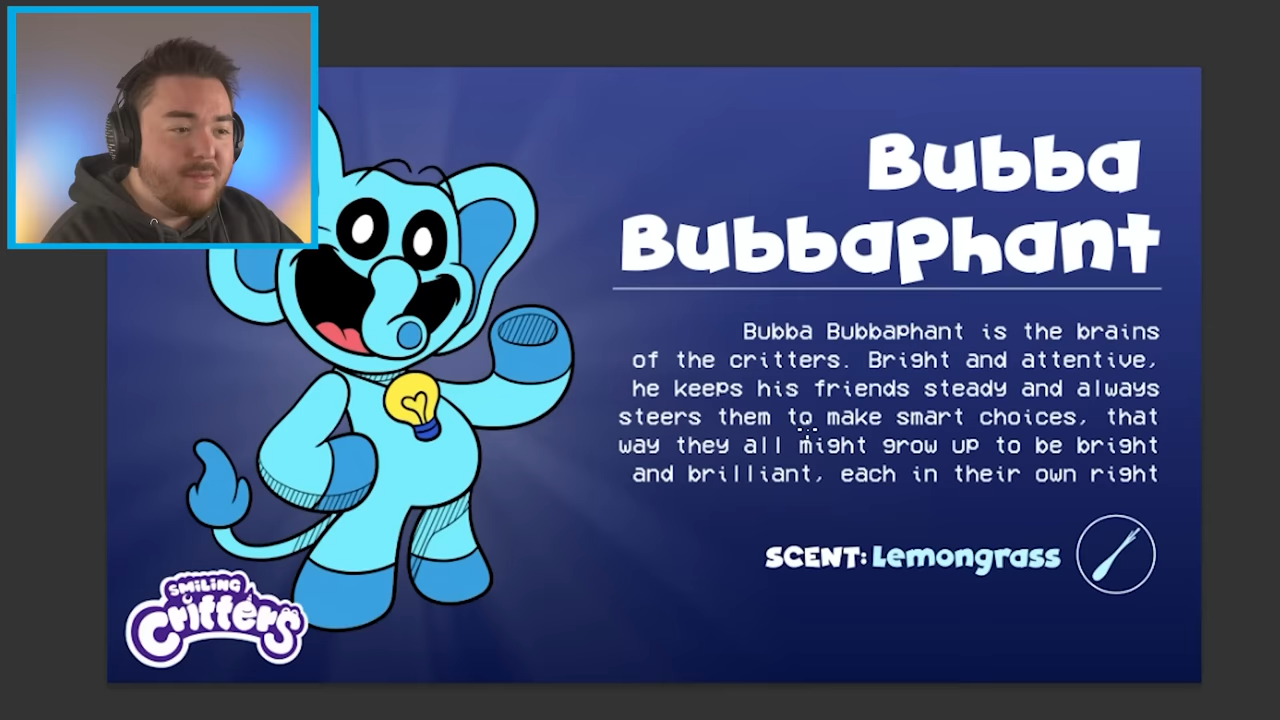 Bubba
Bubbaphant
Bubba Bubbaphant is the brains
of the critters. Bright and attentive,
he keeps his friends steady and always
steers them to make smart choices, that
way they all might grow up to be bright
and brilliant, each in their own right
SCENT: Lemongrass
SMiLiNG
Critters